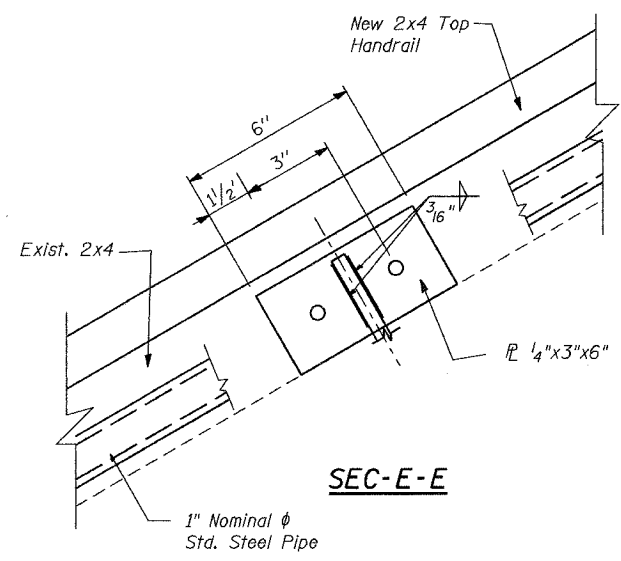 New 2x4 Top
Handrail
6"
3"
1 1/2'
3/16"
Exist. 2x4
℄ 1/4"x3"x6"
SEC-E-E
1" Nominal ϕ
Std. Steel Pipe